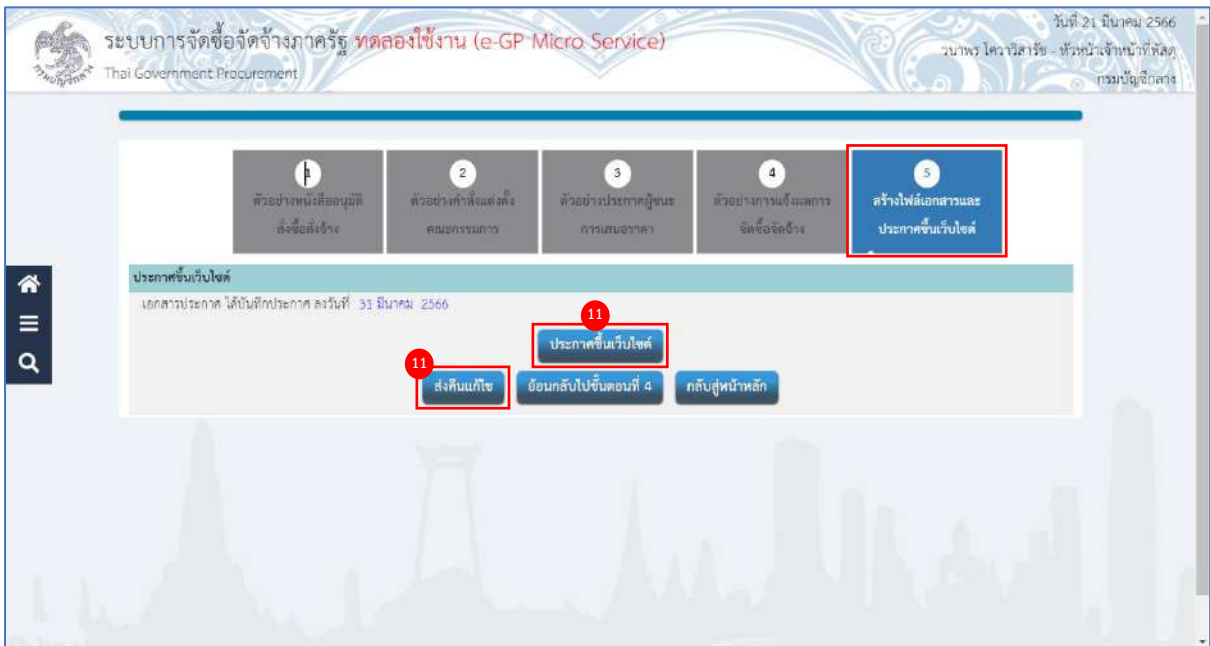 วันที่ 21 มีนาคม 2566
ระบบการจัดซื้อจัดจ้างภาครัฐ ทดลองใช้งาน (e-GP Micro Service)
วนาพร ไควาวิสารัช - หัวหน้าเจ้าหน้าที่พัสดุ
Thai Government Procurement
กรมบัญชีกลาง
กรมบัญชีกลาง
1
ตัวอย่างหนังสืออนุมัติ
สั่งซื้อสั่งจ้าง
2
ตัวอย่างคำสั่งแต่งตั้ง
คณะกรรมการ
3
ตัวอย่างประกาศผู้ชนะ
การเสนอราคา
4
ตัวอย่างการแจ้งผลการ
จัดซื้อจัดจ้าง
5
สร้างไฟล์เอกสารและ
ประกาศขึ้นเว็บไซต์
ประกาศขึ้นเว็บไซต์
เอกสารประกาศ ได้บันทึกประกาศ ลงวันที่ 31 มีนาคม 2566
11
ประกาศขึ้นเว็บไซต์
11
ส่งคืนแก้ไข
ย้อนกลับไปขั้นตอนที่ 4
กลับสู่หน้าหลัก